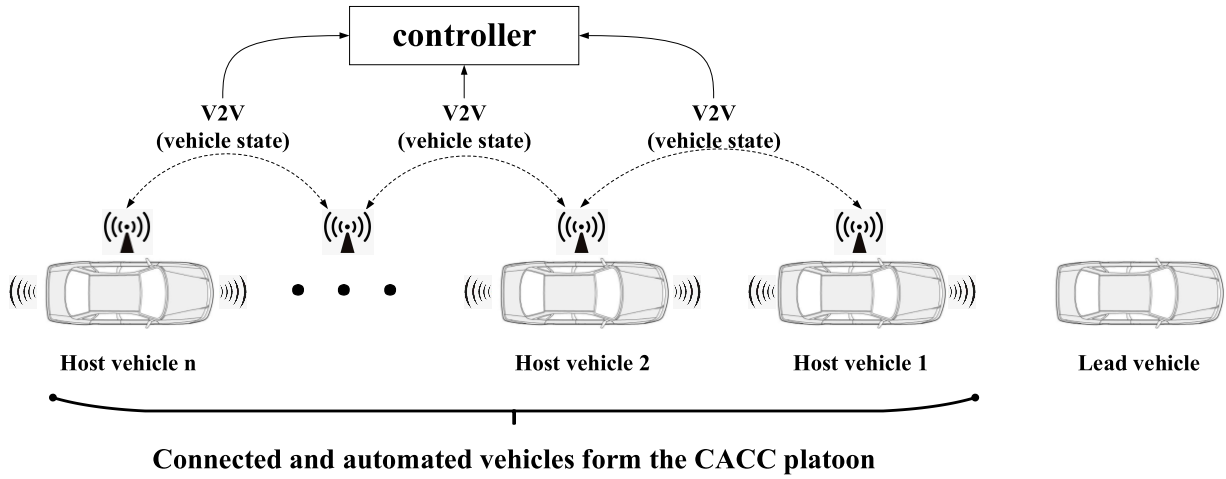 controller
V2V
(vehicle state)
V2V
(vehicle state)
V2V
(vehicle state)
Host vehicle n
Host vehicle 2
Host vehicle 1
Lead vehicle
Connected and automated vehicles form the CACC platoon